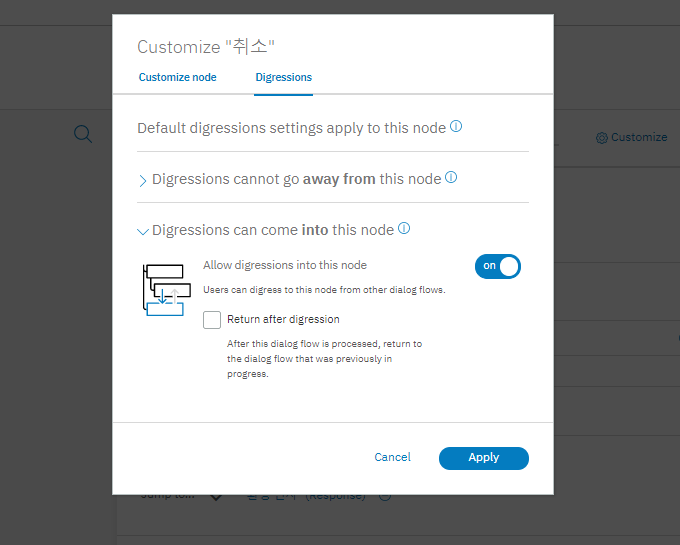 Customize "취소"
Customize node
Digressions
Default digressions settings apply to this node
Customize
Digressions cannot go away from this node
Digressions can come into this node
Allow digressions into this node
on
Users can digress to this node from other dialog flows.
Return after digression
After this dialog flow is processed, return to
the dialog flow that was previously in
progress.
Cancel
Apply
(Response)